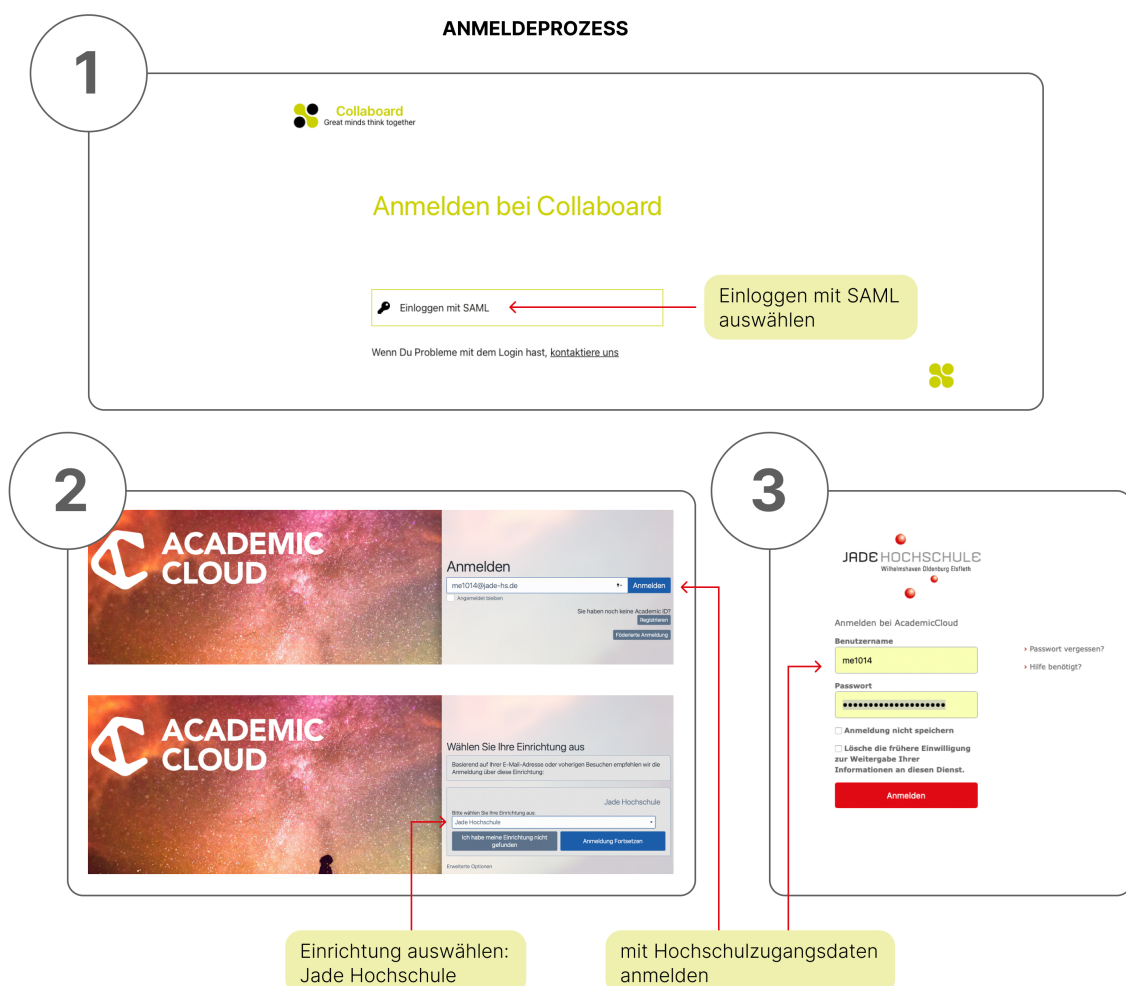 ANMELDEPROZESS
1
Collaboard
Great minds think together
Anmelden bei Collaboard
Einloggen mit SAML
Einloggen mit SAML
auswählen
Wenn Du Probleme mit dem Login hast, kontaktiere uns
2
ACADEMIC
CLOUD
Anmelden
me1014@jade-hs.de
Anmelden
Angemeldet bleiben
Sie haben noch keine Academic ID?
Registrieren
Föderierte Anmeldung
ACADEMIC
CLOUD
Wählen Sie Ihre Einrichtung aus
Basierend auf Ihrer E-Mail-Adresse oder vorherigen Besuchen empfehlen wir die
Anmeldung über diese Einrichtung:
Jade Hochschule
Bitte wählen Sie Ihre Einrichtung aus:
Jade Hochschule
Ich habe meine Einrichtung nicht
gefunden
Anmeldung Fortsetzen
Erweiterte Optionen
Einrichtung auswählen:
Jade Hochschule
3
JADE HOCHSCHULE
Wilhelmshaven Oldenburg Elsfleth
Anmelden bei AcademicCloud
Benutzername
me1014
› Passwort vergessen?
› Hilfe benötigt?
Passwort
•••••••••••••••••••••
Anmeldung nicht speichern
Lösche die frühere Einwilligung
zur Weitergabe Ihrer
Informationen an diesen Dienst.
Anmelden
mit Hochschulzugangsdaten
anmelden